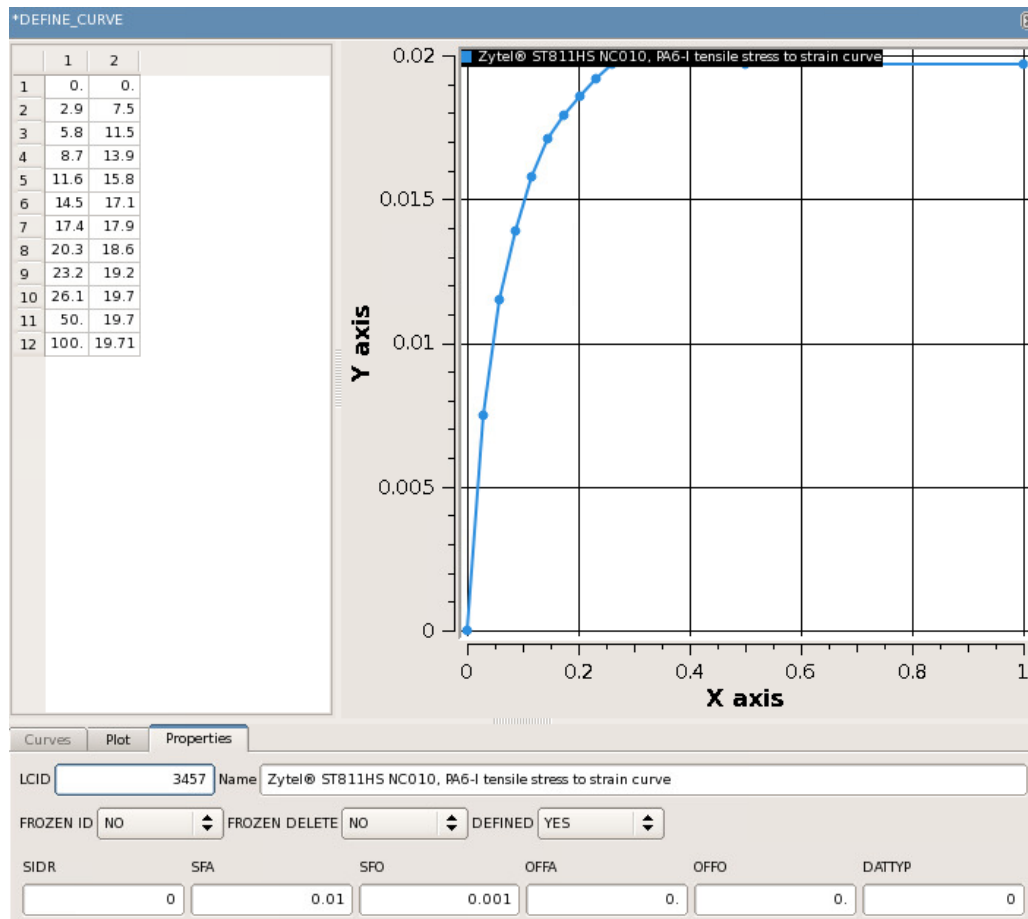 *DEFINE_CURVE
1 2
1 0. 0.
2 2.9 7.5
3 5.8 11.5
4 8.7 13.9
5 11.6 15.8
6 14.5 17.1
7 17.4 17.9
8 20.3 18.6
9 23.2 19.2
10 26.1 19.7
11 50. 19.7
12 100. 19.71
Zytel® ST811HS NC010, PA6-I tensile stress to strain curve
0.02
0.015
0.01
0.005
0
Y axis
0 0.2 0.4 0.6 0.8 1
X axis
Curves Plot Properties
LCID 3457 Name Zytel® ST811HS NC010, PA6-I tensile stress to strain curve
FROZEN ID NO FROZEN DELETE NO DEFINED YES
SIDR SFA SFO OFFA OFFO DATTYP
0 0.01 0.001 0. 0. 0